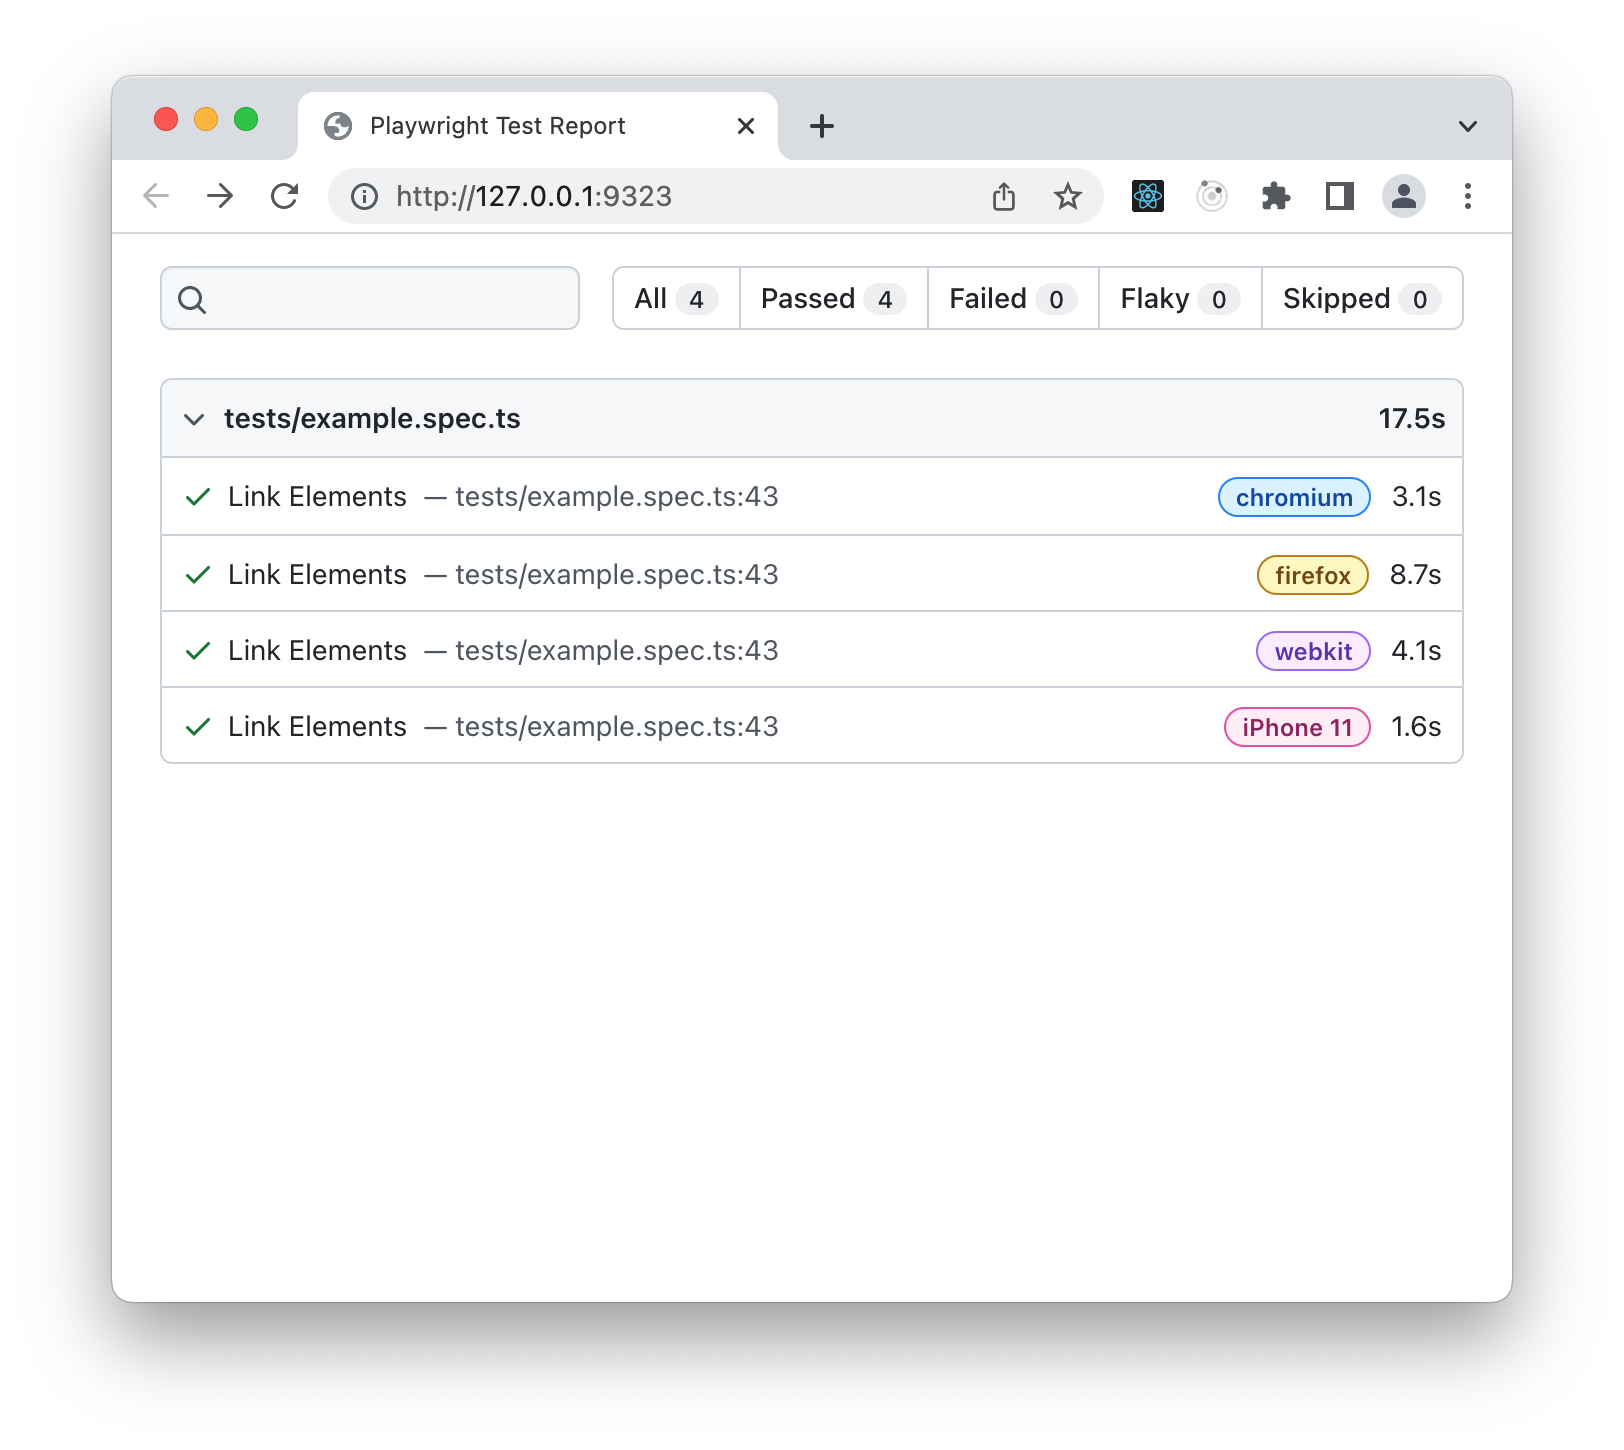 Playwright Test Report
http://127.0.0.1:9323
All 4 Passed 4 Failed 0 Flaky 0 Skipped 0
tests/example.spec.ts 17.5s
Link Elements — tests/example.spec.ts:43 chromium 3.1s
Link Elements — tests/example.spec.ts:43 firefox 8.7s
Link Elements — tests/example.spec.ts:43 webkit 4.1s
Link Elements — tests/example.spec.ts:43 iPhone 11 1.6s